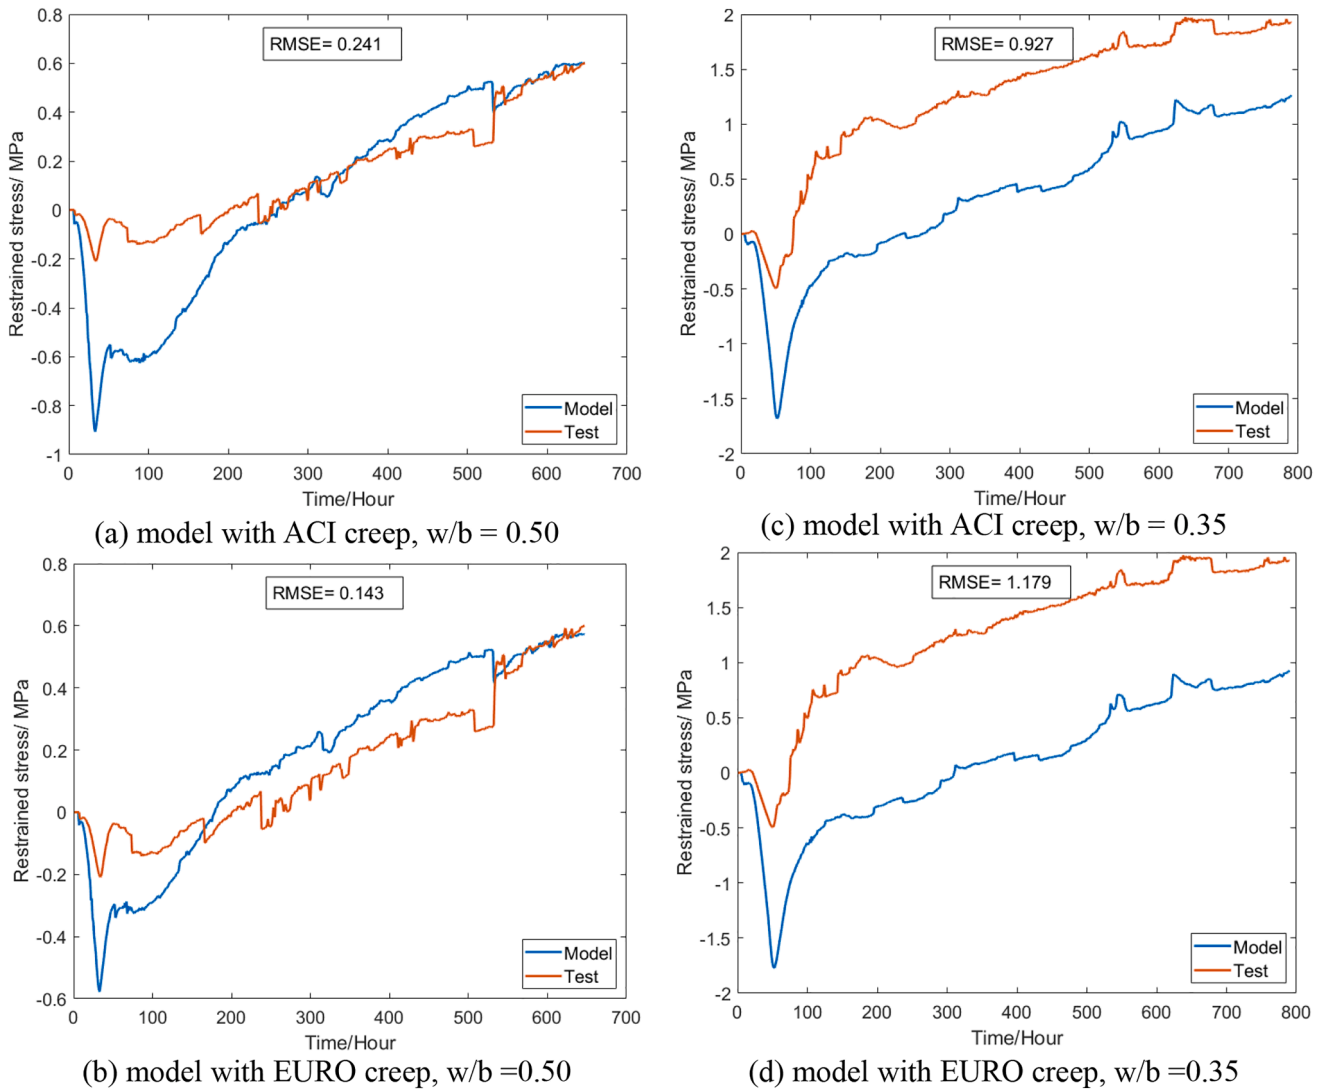 RMSE= 0.241
Restrained stress/ MPa
0.8
0.6
0.4
0.2
0
-0.2
-0.4
-0.6
-0.8
-1
0 100 200 300 400 500 600 700
Time/Hour
Model
Test
(a) model with ACI creep, w/b = 0.50
RMSE= 0.927
Restrained stress/ MPa
2
1.5
1
0.5
0
-0.5
-1
-1.5
-2
0 100 200 300 400 500 600 700 800
Time/Hour
Model
Test
(c) model with ACI creep, w/b = 0.35
RMSE= 0.143
Restrained stress/ MPa
0.8
0.6
0.4
0.2
0
-0.2
-0.4
-0.6
0 100 200 300 400 500 600 700
Time/Hour
Model
Test
(b) model with EURO creep, w/b =0.50
RMSE= 1.179
Restrained stress/ MPa
2
1.5
1
0.5
0
-0.5
-1
-1.5
-2
0 100 200 300 400 500 600 700 800
Time/Hour
Model
Test
(d) model with EURO creep, w/b =0.35